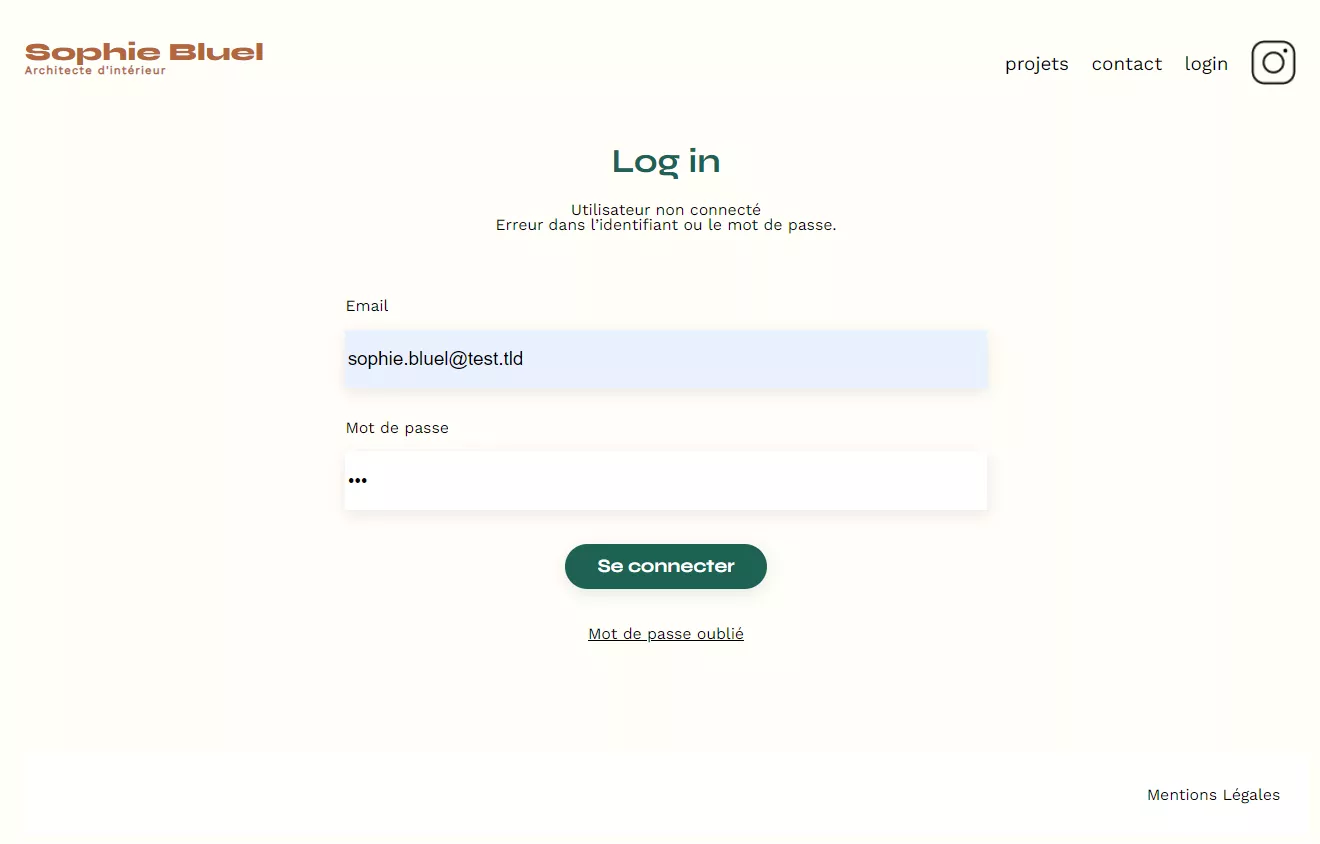 Sophie Bluel
Architecte d'intérieur
projets contact login
Log in
Utilisateur non connecté
Erreur dans l’identifiant ou le mot de passe.
Email
sophie.bluel@test.tld
Mot de passe
•••
Se connecter
Mot de passe oublié
Mentions Légales